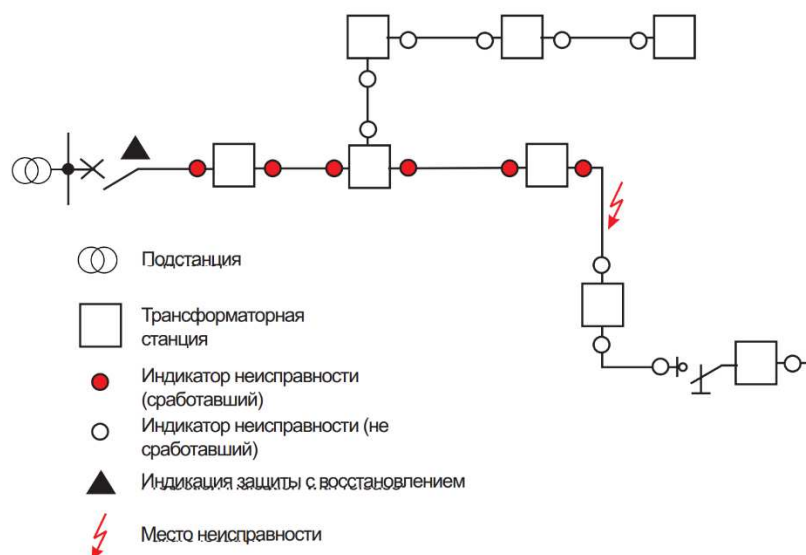 Подстанция
Трансформаторная
станция
Индикатор неисправности
(сработавший)
Индикатор неисправности (не
сработавший)
Индикация защиты с восстановлением
Место неисправности